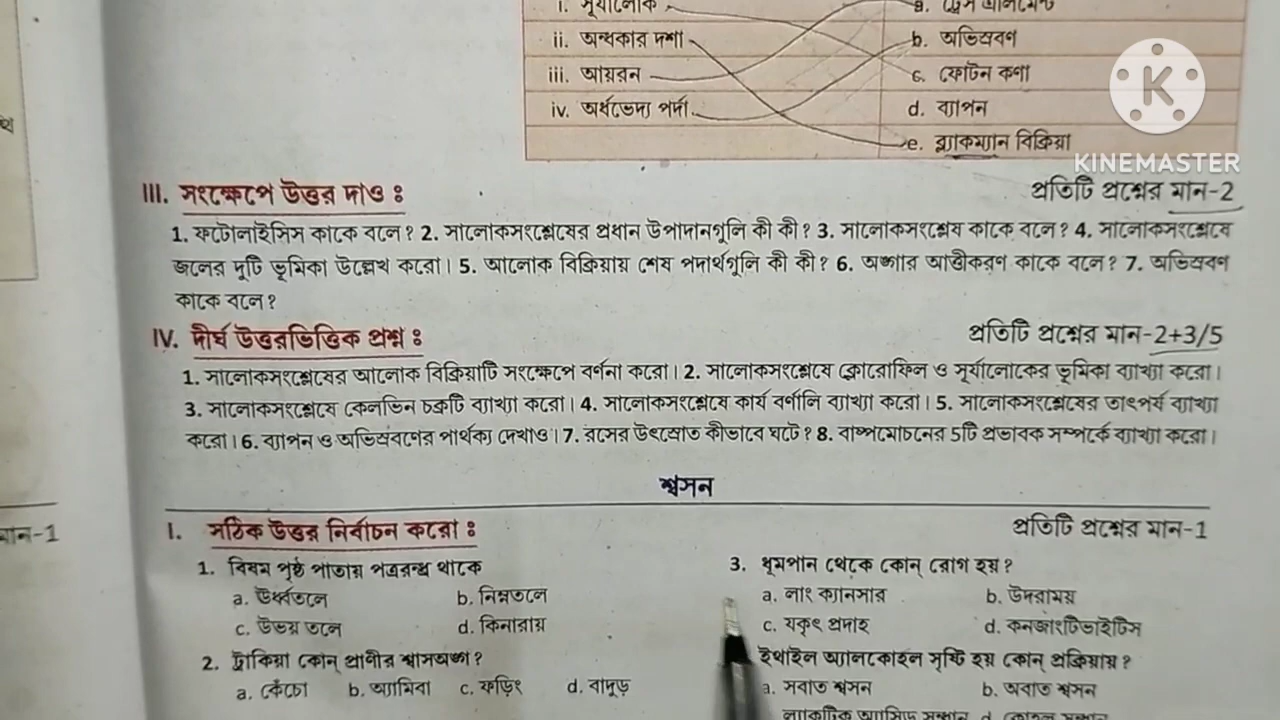 i. সূর্যালোক
a. ট্রেস এলিমেন্ট
ii. অন্ধকার দশা
b. অভিস্রবণ
iii. আয়রন
c. ফোটন কণা
iv. অর্ধভেদ্য পর্দা
d. ব্যাপন
e. ব্ল্যাকম্যান বিক্রিয়া
KINEMASTER
III. সংক্ষেপে উত্তর দাও ঃ প্রতিটি প্রশ্নের মান-2
1. ফটোলাইসিস কাকে বলে? 2. সালোকসংশ্লেষের প্রধান উপাদানগুলি কী কী? 3. সালোকসংশ্লেষ কাকে বলে? 4. সালোকসংশ্লেষে
জলের দুটি ভূমিকা উল্লেখ করো। 5. আলোক বিক্রিয়ায় শেষ পদার্থগুলি কী কী? 6. অঙ্গার আত্তীকরণ কাকে বলে? 7. অভিস্রবণ
কাকে বলে?
IV. দীর্ঘ উত্তরভিত্তিক প্রশ্ন ঃ প্রতিটি প্রশ্নের মান-2+3/5
1. সালোকসংশ্লেষের আলোক বিক্রিয়াটি সংক্ষেপে বর্ণনা করো। 2. সালোকসংশ্লেষে ক্লোরোফিল ও সূর্যালোকের ভূমিকা ব্যাখ্যা করো।
3. সালোকসংশ্লেষে কেলভিন চক্রটি ব্যাখ্যা করো। 4. সালোকসংশ্লেষে কার্য বর্ণালি ব্যাখ্যা করো। 5. সালোকসংশ্লেষের তাৎপর্য ব্যাখ্যা
করো। 6. ব্যাপন ও অভিস্রবণের পার্থক্য দেখাও। 7. রসের উৎস্রোত কীভাবে ঘটে? 8. বাষ্পমোচনের 5টি প্রভাবক সম্পর্কে ব্যাখ্যা করো।
শ্বসন
মান-1
I. সঠিক উত্তর নির্বাচন করো ঃ প্রতিটি প্রশ্নের মান-1
1. বিষম পৃষ্ঠ পাতায় পত্ররন্ধ্র থাকে
a. ঊর্ধ্বতলে b. নিম্নতলে
c. উভয় তলে d. কিনারায়
2. ট্রাকিয়া কোন্ প্রাণীর শ্বাসঅঙ্গ?
a. কেঁচো b. অ্যামিবা c. ফড়িং d. বাদুড়
3. ধূমপান থেকে কোন্ রোগ হয়?
a. লাং ক্যানসার b. উদরাময়
c. যকৃৎ প্রদাহ d. কনজাংটিভাইটিস
ইথাইল অ্যালকোহল সৃষ্টি হয় কোন্ প্রক্রিয়ায়?
a. সবাত শ্বসন b. অবাত শ্বসন
ল্যাকটিক অ্যাসিড সন্ধান d. কোহল সন্ধান